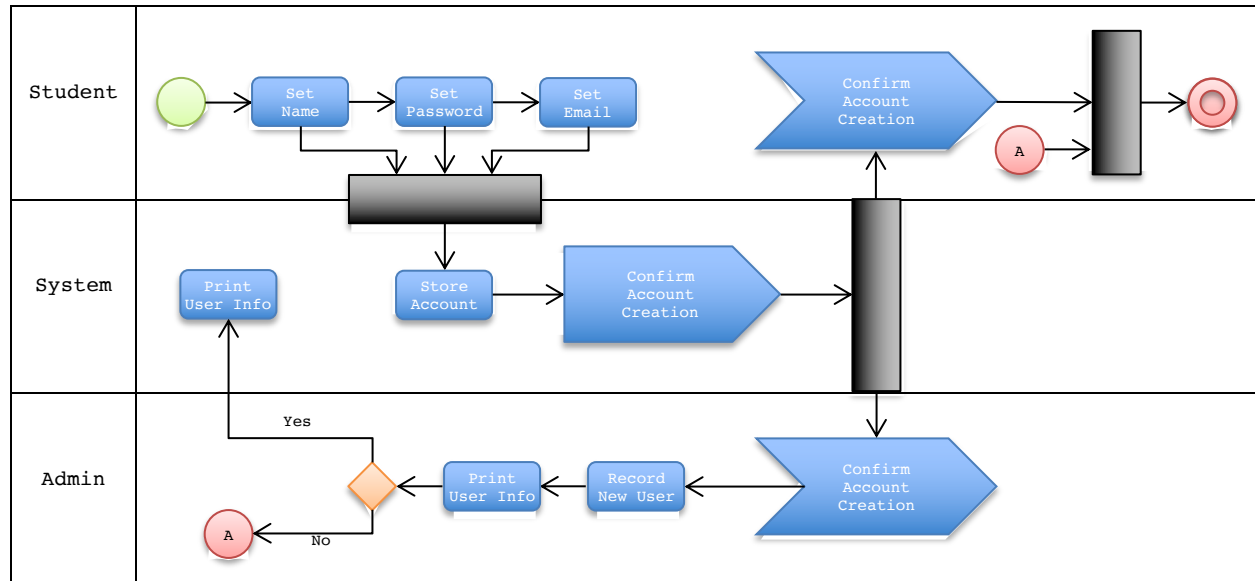 Student
Set
Name
Set
Password
Set
Email
Confirm
Account
Creation
A
System
Print
User Info
Store
Account
Confirm
Account
Creation
Admin
Yes
Print
User Info
Record
New User
Confirm
Account
Creation
A
No